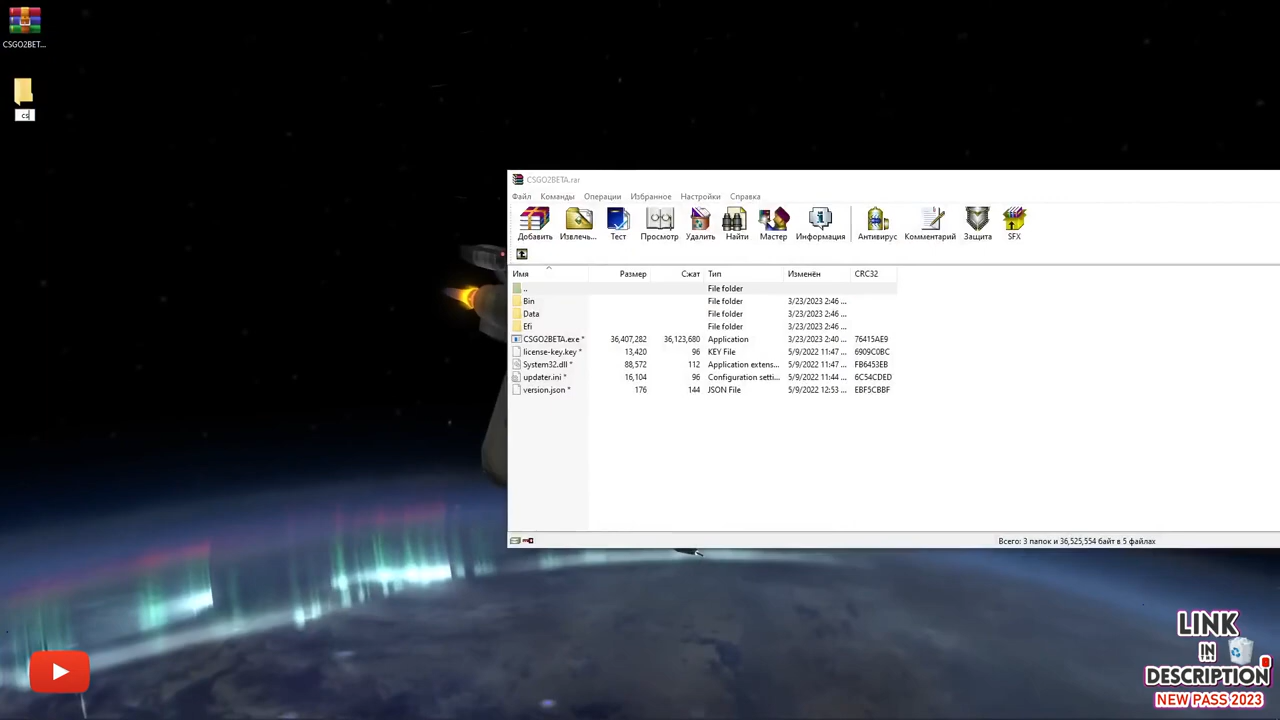 CSGO2BET...
cs
CSGO2BETA.rar
Файл Команды Операции Избранное Настройки Справка
Добавить Извлечь... Тест Просмотр Удалить Найти Мастер Информация Антивирус Комментарий Защита SFX
Имя Размер Сжат Тип Изменён CRC32
.. File folder
Bin File folder 3/23/2023 2:46 ...
Data File folder 3/23/2023 2:46 ...
Efi File folder 3/23/2023 2:46 ...
CSGO2BETA.exe * 36,407,282 36,123,680 Application 3/23/2023 2:40 ... 76415AE9
license-key.key * 13,420 96 KEY File 5/9/2022 11:47 ... 6909C0BC
System32.dll * 88,572 112 Application extens... 5/9/2022 11:47 ... FB6453EB
updater.ini * 16,104 96 Configuration setti... 5/9/2022 11:44 ... 6C54CDED
version.json * 176 144 JSON File 5/9/2022 12:53 ... EBF5CBBF
Всего: 3 папок и 36,525,554 байт в 5 файлах
LINK
IN
THE
DESCRIPTION
NEW PASS 2023